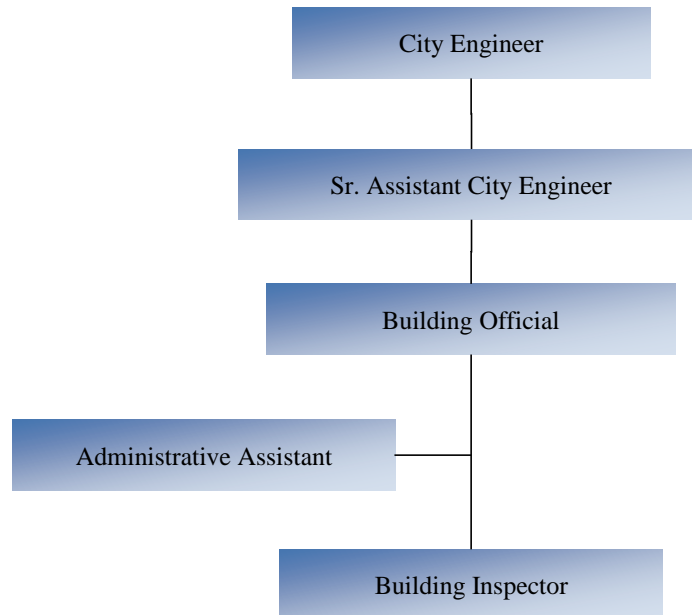 City Engineer
Sr. Assistant City Engineer
Building Official
Administrative Assistant
Building Inspector